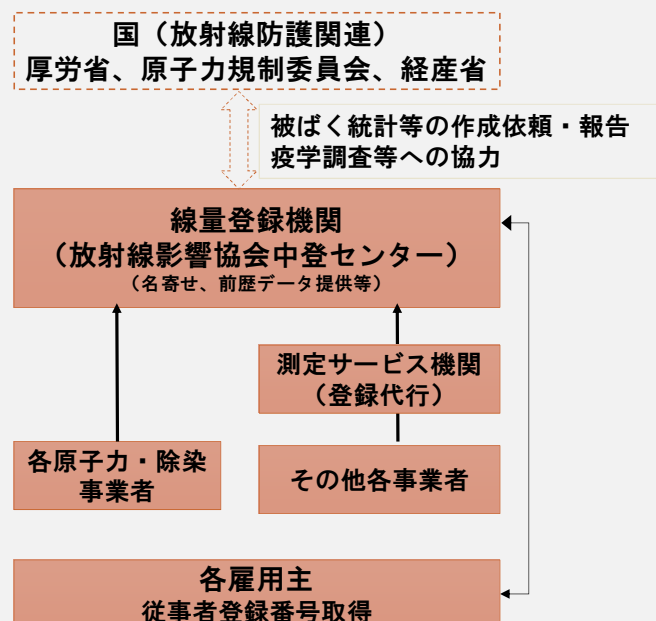 国（放射線防護関連）
厚労省、原子力規制委員会、経産省
被ばく統計等の作成依頼・報告
疫学調査等への協力
線量登録機関
（放射線影響協会中登センター）
（名寄せ、前歴データ提供等）
測定サービス機関
（登録代行）
各原子力・除染
事業者
その他各事業者
各雇用主
従事者登録番号取得